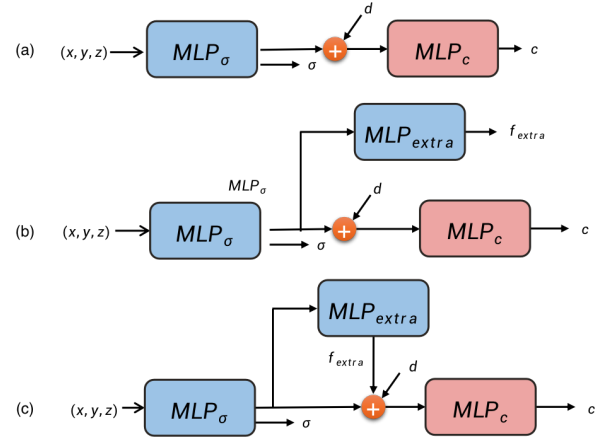 (a) (x, y, z) MLPσ σ + d MLPc c
MLPextra fextra
MLPσ
(b) (x, y, z) MLPσ σ + d MLPc c
MLPextra
fextra
(c) (x, y, z) MLPσ σ + d MLPc c